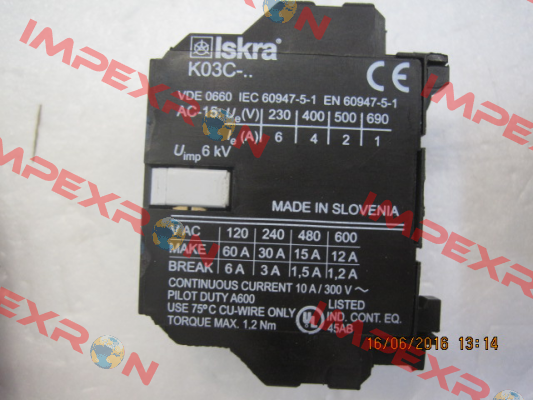 Iskra
K03C-..
CE
VDE 0660 IEC 60947-5-1 EN 60947-5-1
AC-15: Ue(V) 230 400 500 690
Ie(A) 6 4 2 1
Uimp 6 kV
MADE IN SLOVENIA
V AC 120 240 480 600
MAKE 60 A 30 A 15 A 12 A
BREAK 6 A 3 A 1,5 A 1,2 A
CONTINUOUS CURRENT 10 A / 300 V ~
PILOT DUTY A600
USE 75°C CU-WIRE ONLY
TORQUE MAX. 1.2 Nm
UL
LISTED
IND. CONT. EQ.
45AB
16/06/2016 13:14
IMPEXRON
IMPEXRON
IMPEXRON